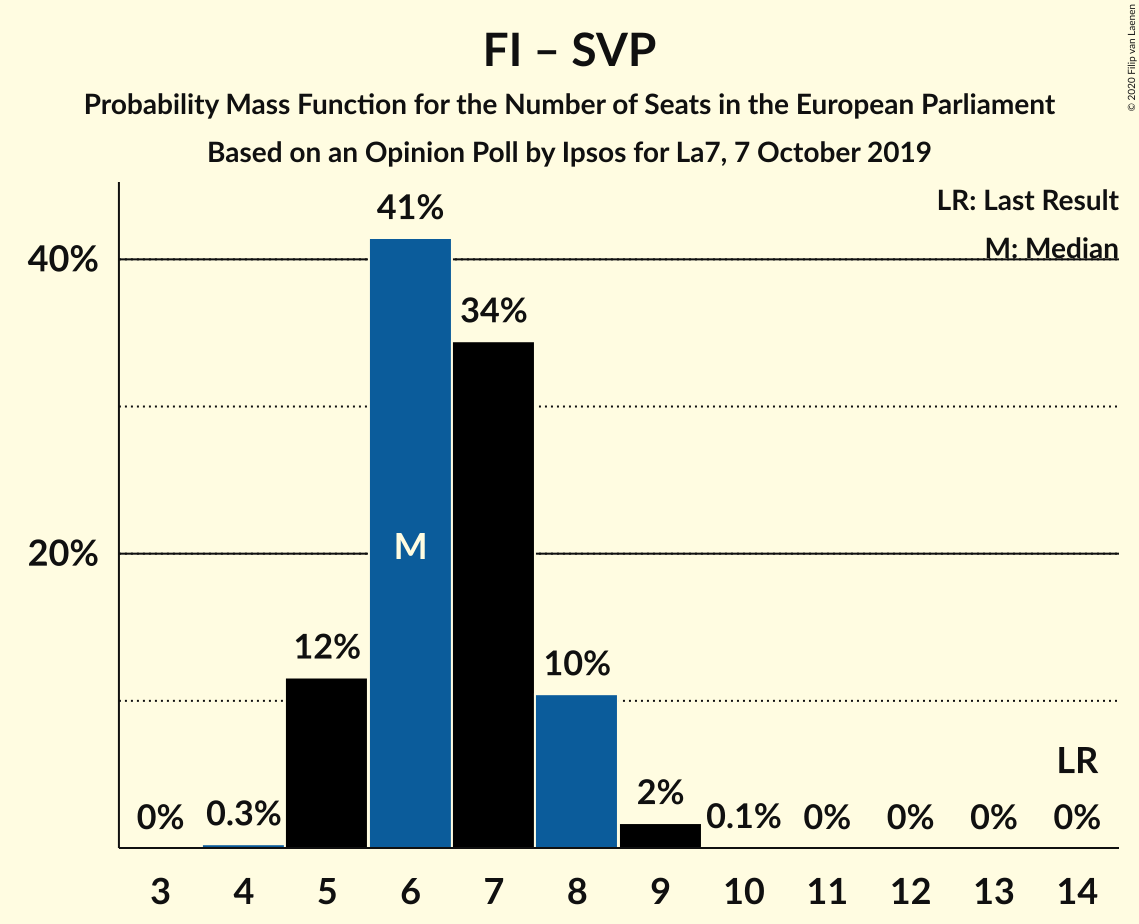 FI – SVP
Probability Mass Function for the Number of Seats in the European Parliament
Based on an Opinion Poll by Ipsos for La7, 7 October 2019
© 2020 Filip van Laenen
LR: Last Result
M: Median
40%
20%
41%
34%
12%
10%
2%
0%
0.3%
0.1%
0%
0%
0%
0%
M
LR
3 4 5 6 7 8 9 10 11 12 13 14